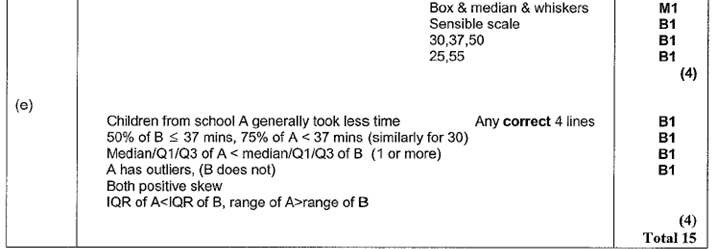 Box & median & whiskers M1
Sensible scale B1
30,37,50 B1
25,55 B1
(4)
(e)
Children from school A generally took less time Any correct 4 lines B1
50% of B ≤ 37 mins, 75% of A < 37 mins (similarly for 30) B1
Median/Q1/Q3 of A < median/Q1/Q3 of B (1 or more) B1
A has outliers, (B does not) B1
Both positive skew
IQR of A<IQR of B, range of A>range of B
(4)
Total 15